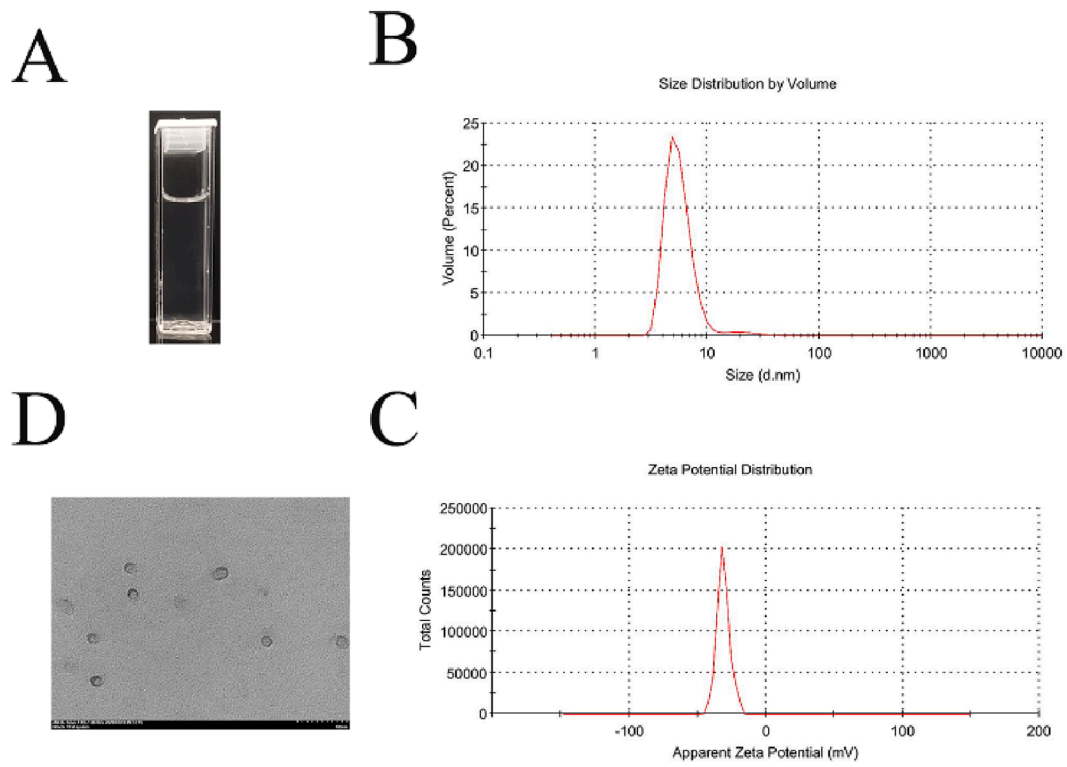 A
B
Size Distribution by Volume
25
20
15
10
5
0
Volume (Percent)
0.1 1 10 100 1000 10000
Size (d.nm)
D
C
Zeta Potential Distribution
250000
200000
150000
100000
50000
0
Total Counts
-100 0 100 200
Apparent Zeta Potential (mV)